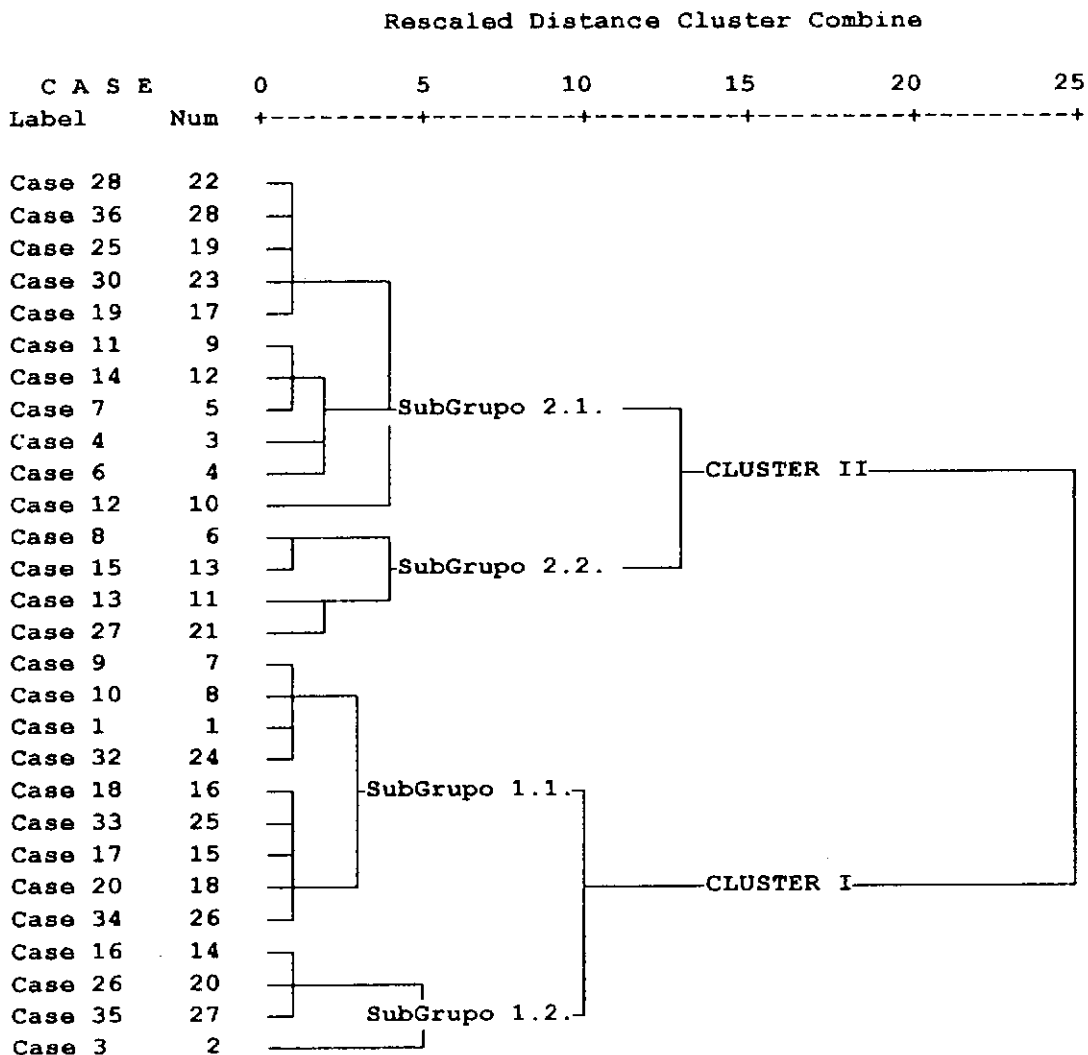 Rescaled Distance Cluster Combine
C A S E 0 5 10 15 20 25
Label Num +---------+---------+---------+---------+---------+
Case 28 22
Case 36 28
Case 25 19
Case 30 23
Case 19 17
Case 11 9
Case 14 12
Case 7 5 SubGrupo 2.1.
Case 4 3
Case 6 4 CLUSTER II
Case 12 10
Case 8 6
Case 15 13 SubGrupo 2.2.
Case 13 11
Case 27 21
Case 9 7
Case 10 8
Case 1 1
Case 32 24
Case 18 16 SubGrupo 1.1.
Case 33 25
Case 17 15
Case 20 18 CLUSTER I
Case 34 26
Case 16 14
Case 26 20
Case 35 27 SubGrupo 1.2.
Case 3 2